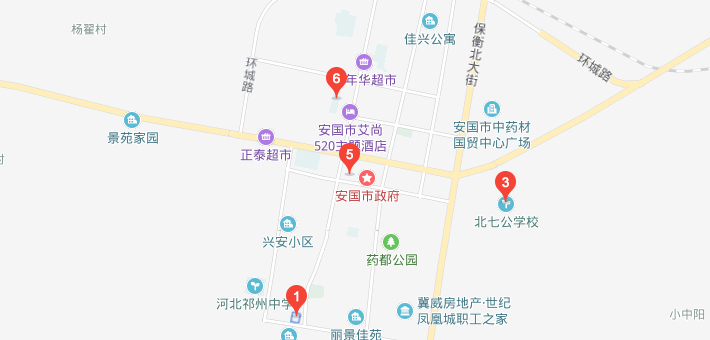 杨翟村
佳兴公寓
保衡北大街
环城路
环城路
6
年华超市
安国市艾尚
520主题酒店
安国市中药材
国贸中心广场
景苑家园
正泰超市
5
安国市政府
村
3
北七公学校
兴安小区
药都公园
河北祁州中学
1
冀威房地产·世纪
凤凰城职工之家
丽景佳苑
小中阳